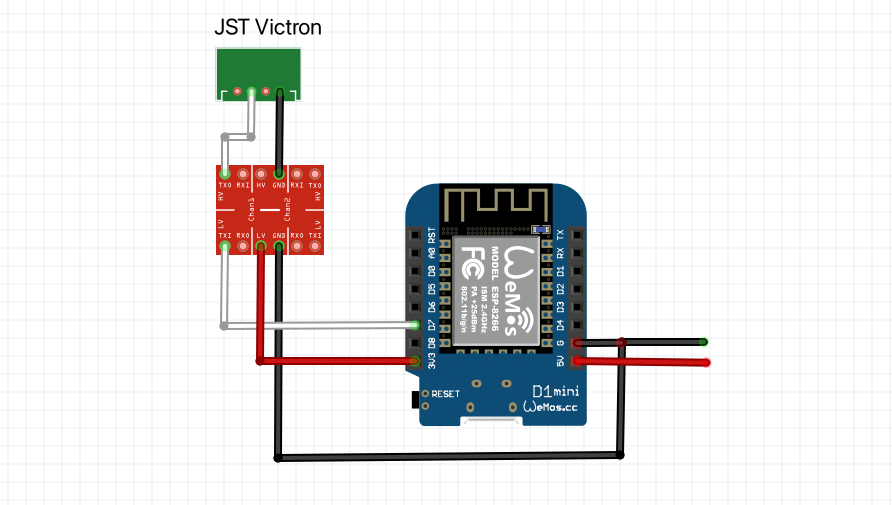 JST Victron
TXO RXI HV GND RXI TXO
HV Chan1 Chan2 HV
LV LV
TXI RXO LV GND RXO TXI
RST TX
A0 RX
D0 D1
D5 D2
D6 D3
D7 D4
D8 G
3V3 5V
WeMos
MODEL ESP-8266
ISM 2.4GHz
PA +25dBm
802.11b/g/n
FC
RESET
D1mini
WeMos.cc